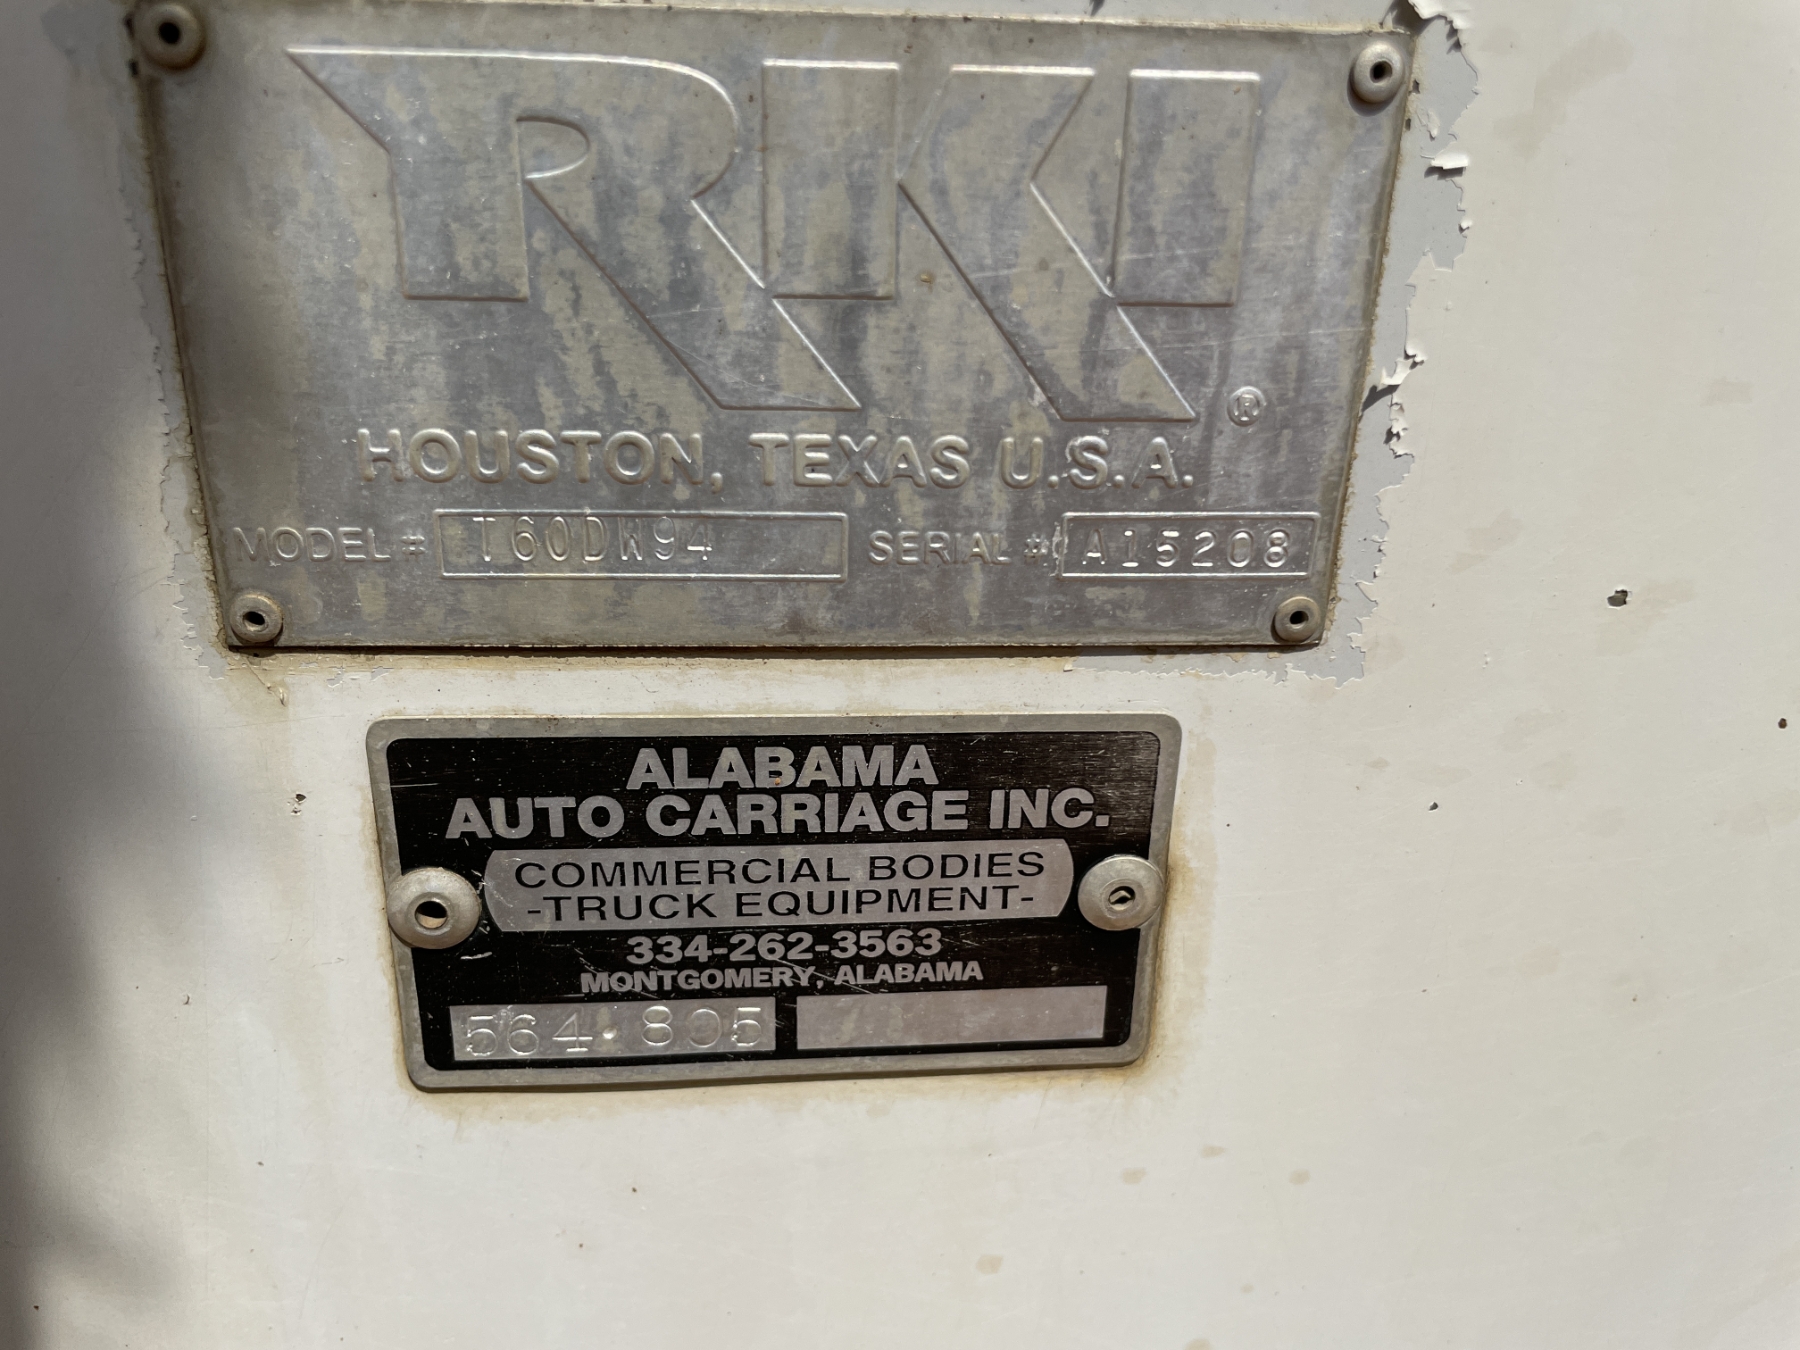 RKI ®
HOUSTON, TEXAS U.S.A.
MODEL # T60DW94 SERIAL # A15208
ALABAMA
AUTO CARRIAGE INC.
COMMERCIAL BODIES
-TRUCK EQUIPMENT-
334-262-3563
MONTGOMERY, ALABAMA
564. 805